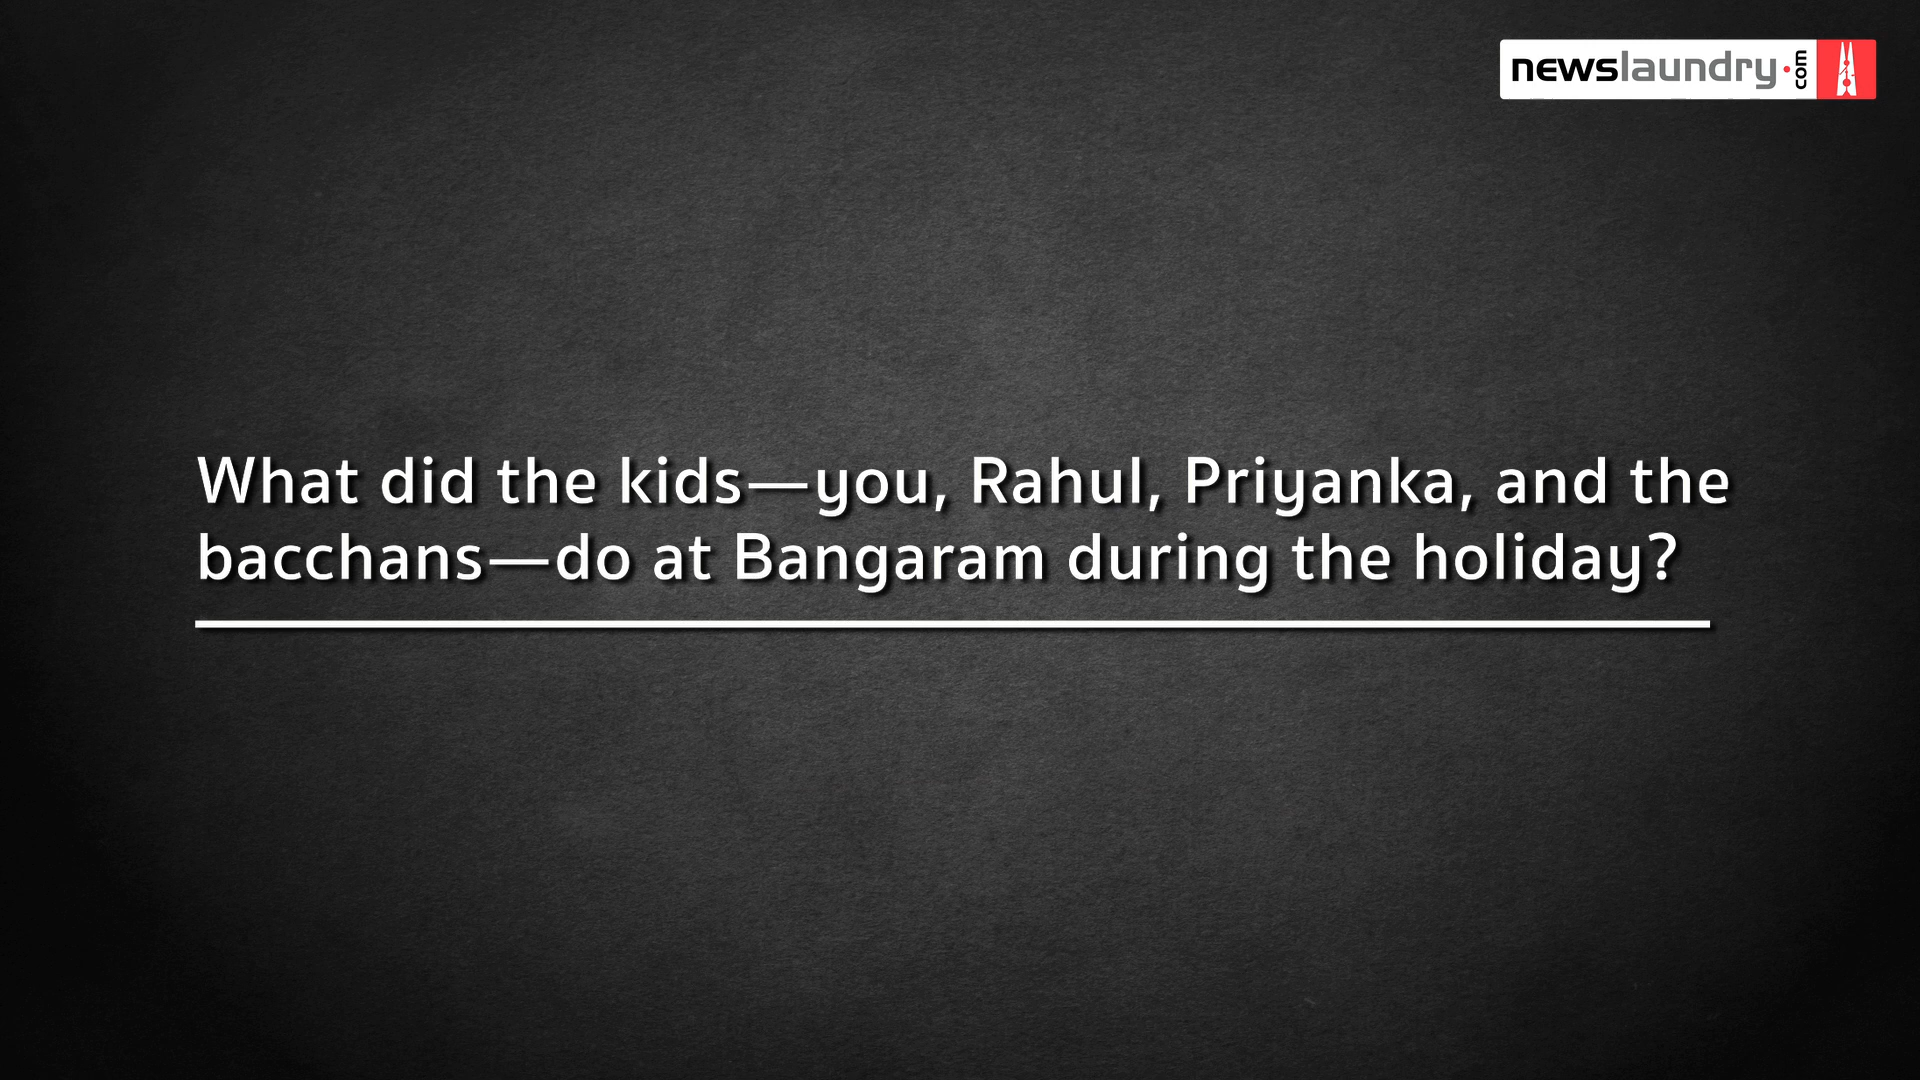 newslaundry.com
What did the kids—you, Rahul, Priyanka, and the
bacchans—do at Bangaram during the holiday?